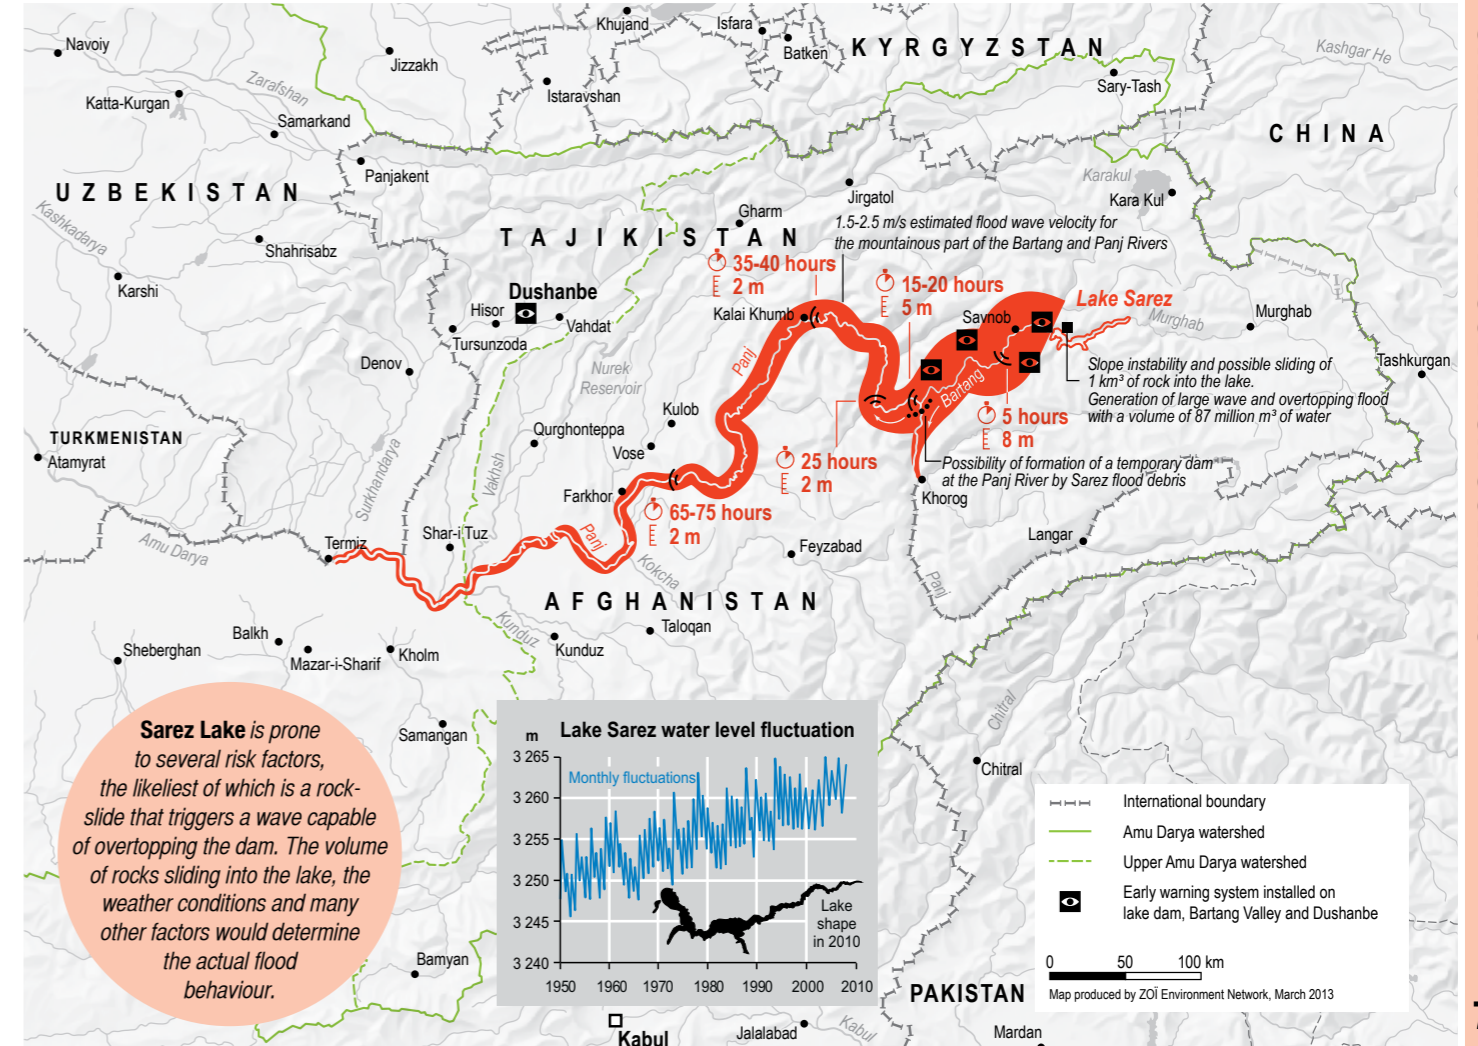 Navoiy
Khujand
Isfara
Batken
KYRGYZSTAN
Kashgar He
Jizzakh
Zarafshan
Katta-Kurgan
Istaravshan
Sary-Tash
Samarkand
CHINA
Panjakent
UZBEKISTAN
Karakul
Kara Kul
Jirgatol
Kashkadarya
Gharm
1.5-2.5 m/s estimated flood wave velocity for
the mountainous part of the Bartang and Panj Rivers
TAJIKISTAN
Shahrisabz
35-40 hours
2 m
Karshi
15-20 hours
5 m
Dushanbe
Lake Sarez
Hisor
Vahdat
Kalai Khumb
Savnob
Murghab
Murghab
Tursunzoda
Denov
Nurek
Reservoir
Panj
Slope instability and possible sliding of
1 km³ of rock into the lake.
Generation of large wave and overtopping flood
with a volume of 87 million m³ of water
Tashkurgan
Bartang
Kulob
5 hours
8 m
Qurghonteppa
TURKMENISTAN
Atamyrat
Vose
25 hours
2 m
Possibility of formation of a temporary dam
at the Panj River by Sarez flood debris
Surkhandarya
Vakhsh
Farkhor
Khorog
65-75 hours
2 m
Amu Darya
Termiz
Shar-i Tuz
Panj
Feyzabad
Langar
Kokcha
Panj
AFGHANISTAN
Kunduz
Taloqan
Balkh
Sheberghan
Mazar-i-Sharif
Kholm
Kunduz
Chitral
Sarez Lake is prone
to several risk factors,
the likeliest of which is a rock-
slide that triggers a wave capable
of overtopping the dam. The volume
of rocks sliding into the lake, the
weather conditions and many
other factors would determine
the actual flood
behaviour.
Samangan
Lake Sarez water level fluctuation
m
3 265
Monthly fluctuations
3 260
3 255
3 250
3 245
3 240
Lake
shape
in 2010
1950 1960 1970 1980 1990 2000 2010
Chitral
International boundary
Amu Darya watershed
Upper Amu Darya watershed
Early warning system installed on
lake dam, Bartang Valley and Dushanbe
0 50 100 km
Map produced by ZOÏ Environment Network, March 2013
Bamyan
PAKISTAN
Kabul
Jalalabad
Kabul
Mardan